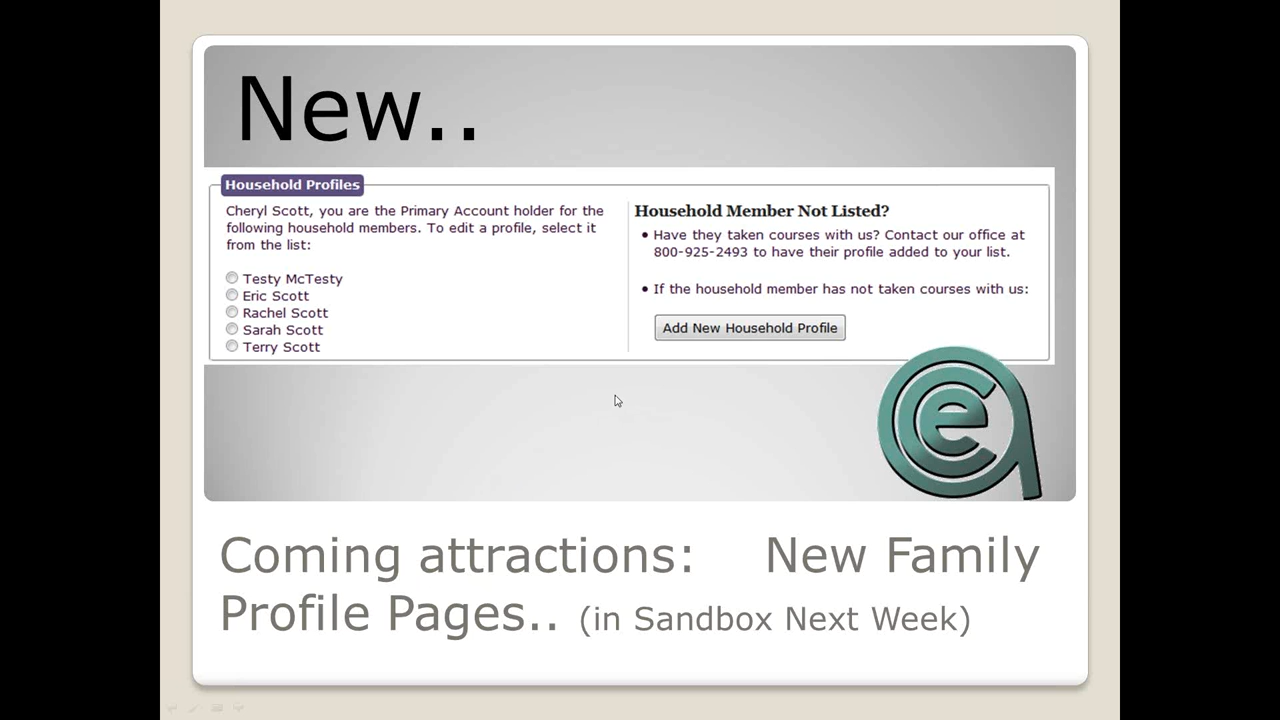 New..
Household Profiles
Cheryl Scott, you are the Primary Account holder for the
following household members. To edit a profile, select it
from the list:
Testy McTesty
Eric Scott
Rachel Scott
Sarah Scott
Terry Scott
Household Member Not Listed?
• Have they taken courses with us? Contact our office at
800-925-2493 to have their profile added to your list.
• If the household member has not taken courses with us:
Add New Household Profile
Coming attractions: New Family
Profile Pages.. (in Sandbox Next Week)